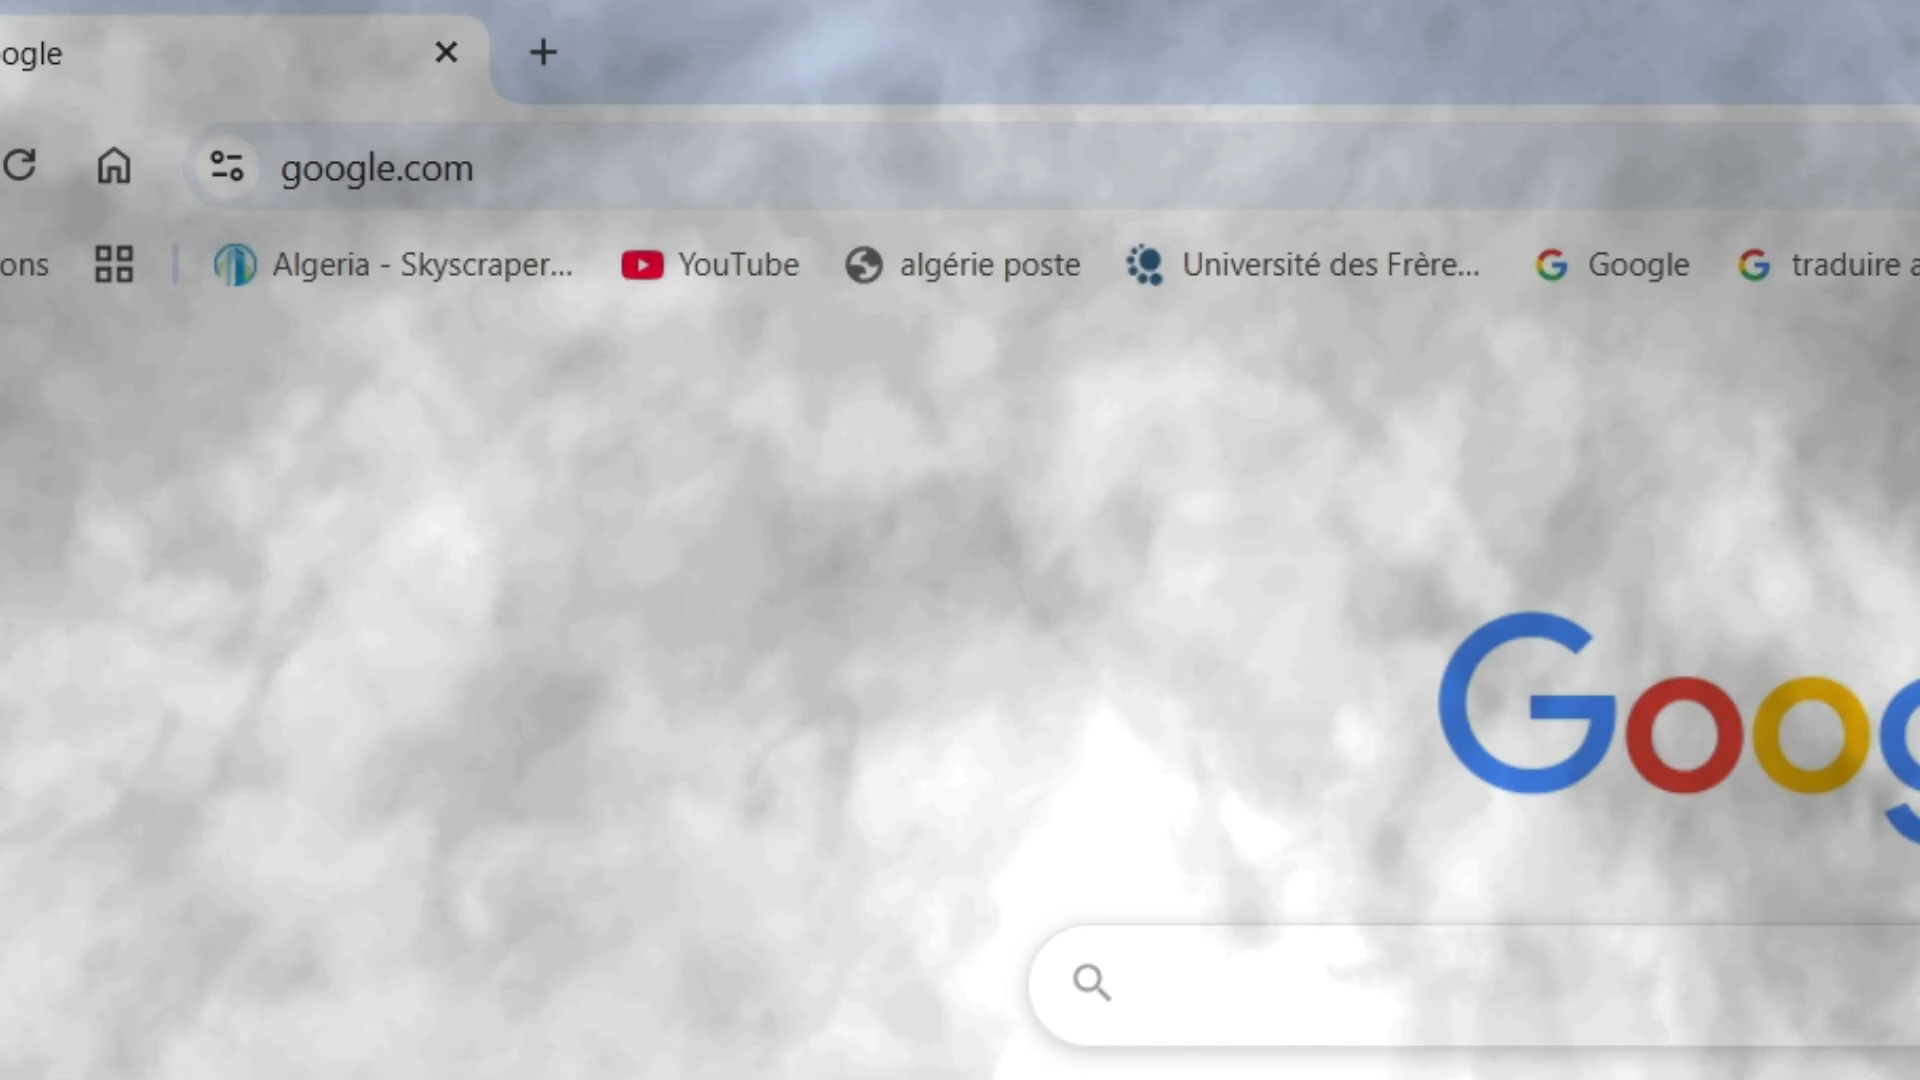 ogle
google.com
ons Algeria - Skyscraper... YouTube algérie poste Université des Frère... Google traduire a
Goog